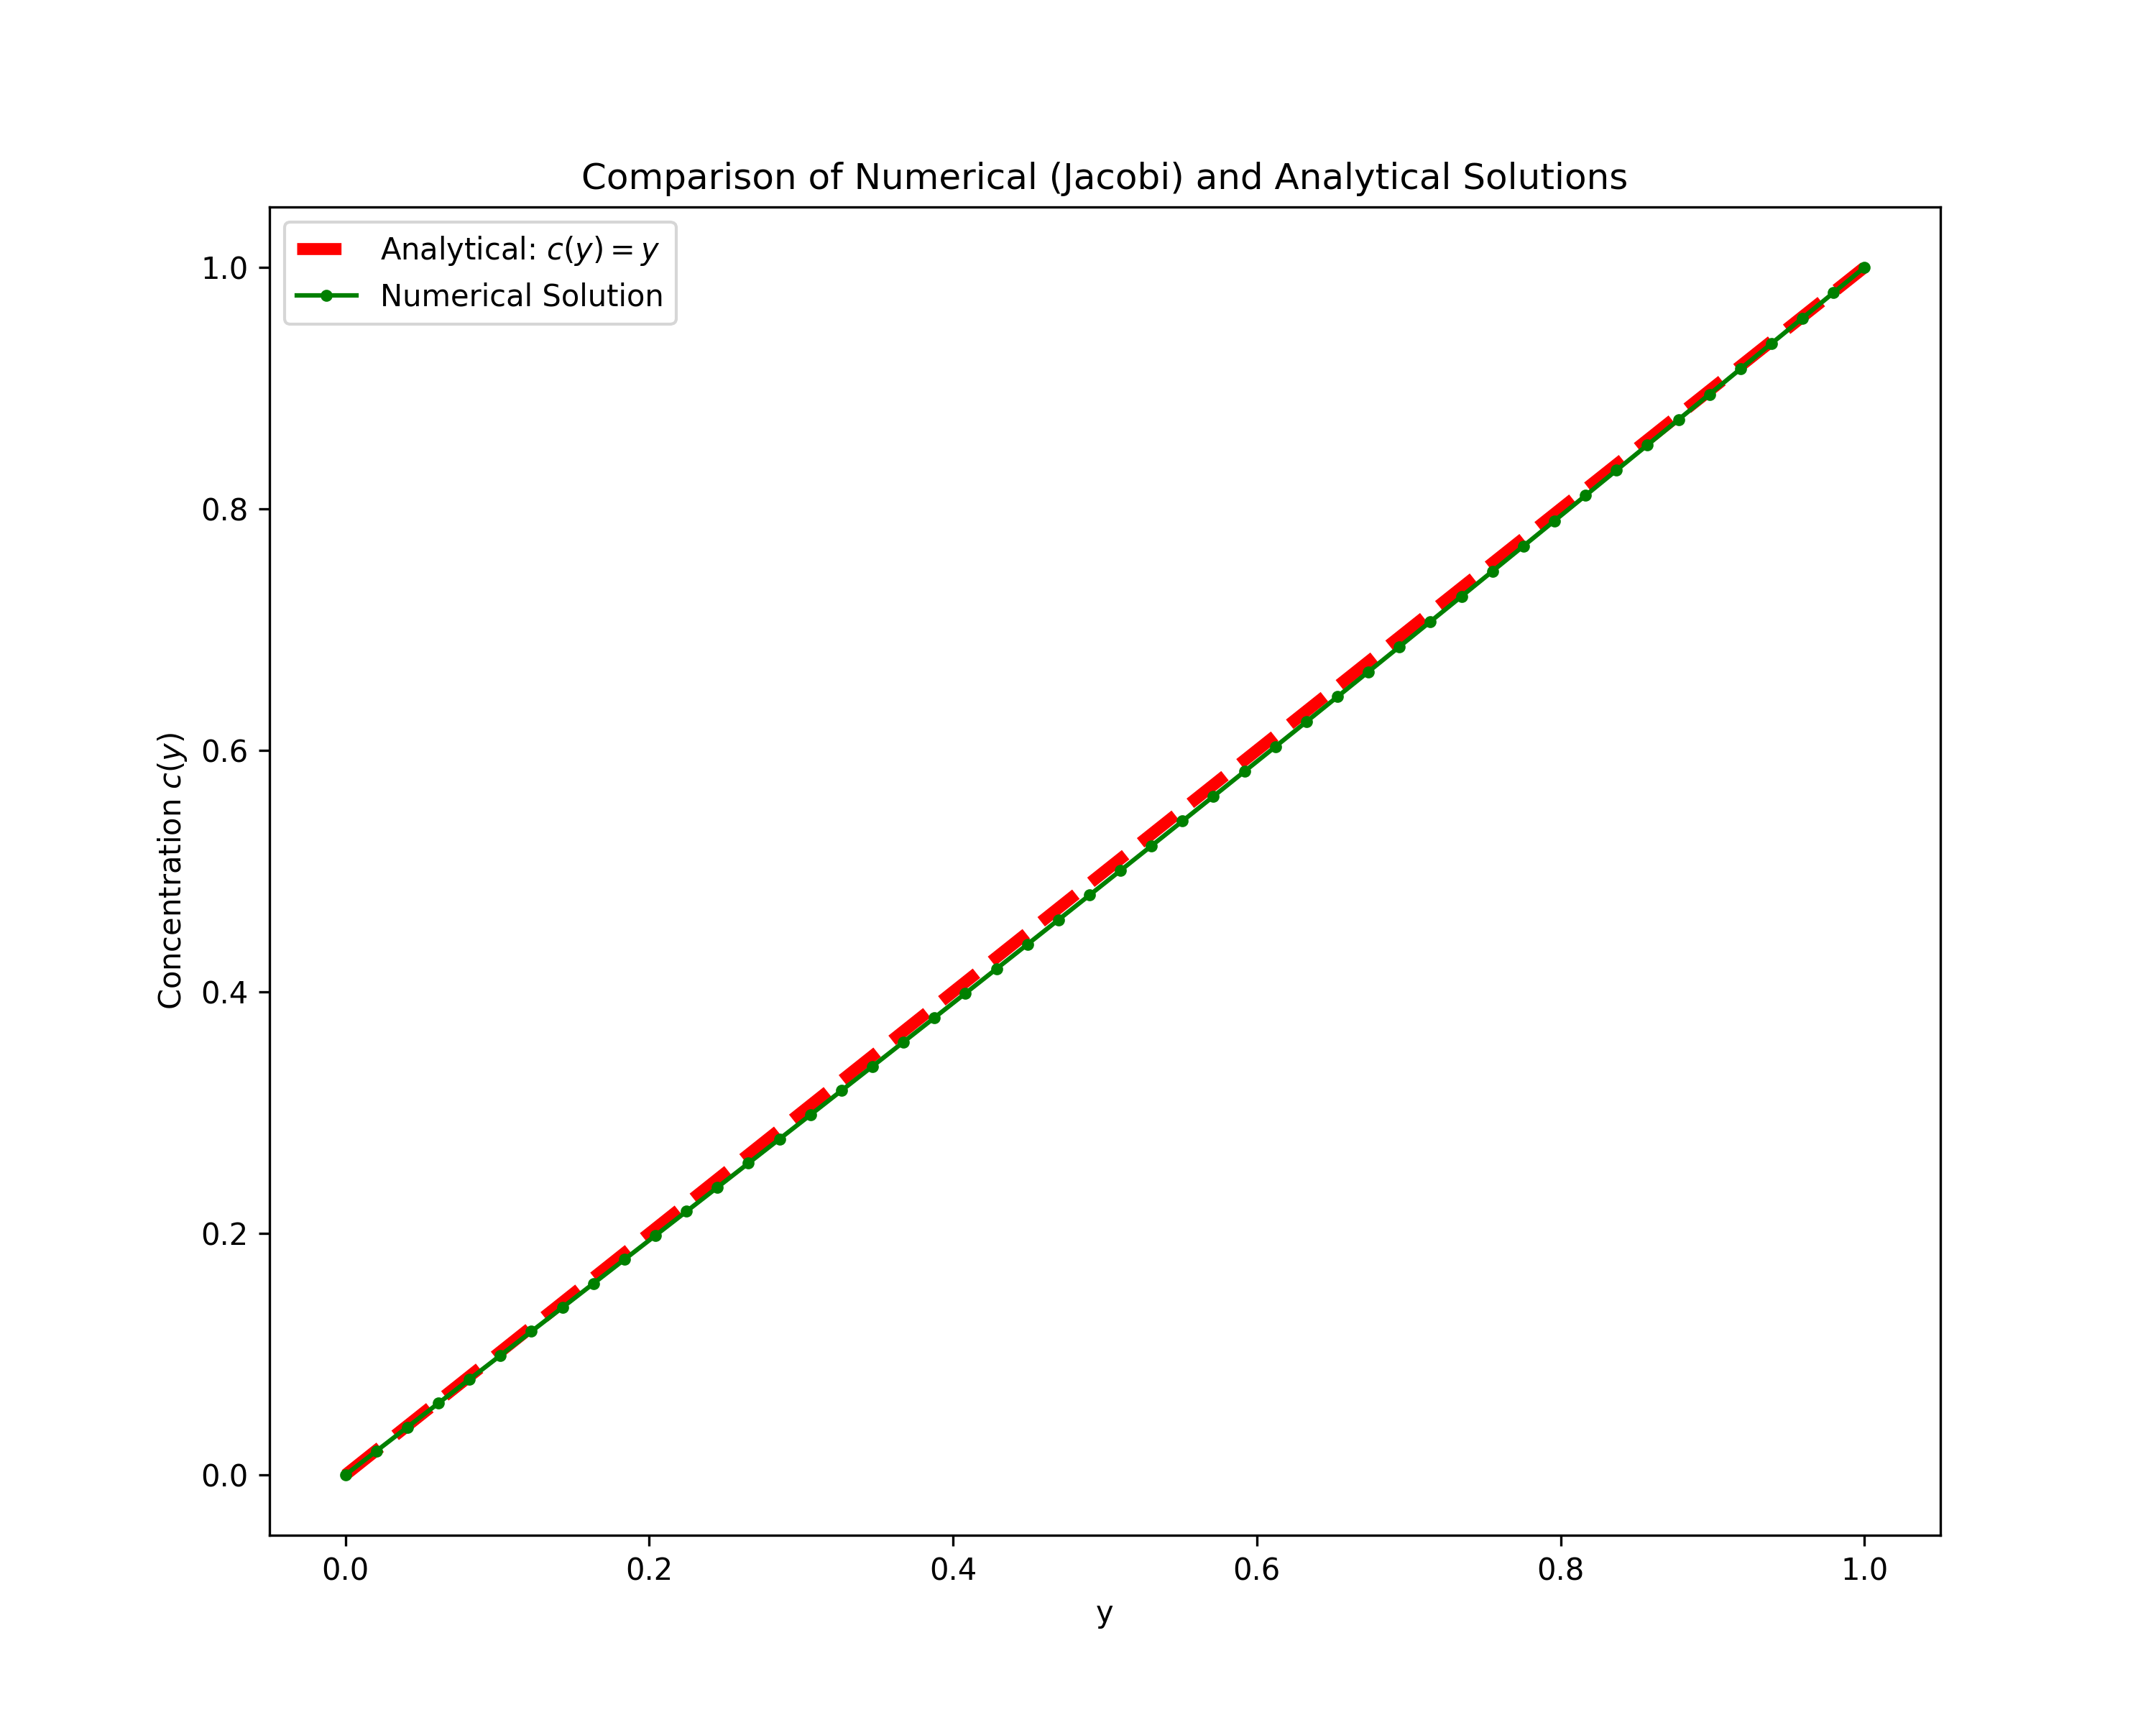 Comparison of Numerical (Jacobi) and Analytical Solutions
Analytical: c(y) = y
Numerical Solution
Concentration c(y)
1.0
0.8
0.6
0.4
0.2
0.0
0.0 0.2 0.4 0.6 0.8 1.0
y